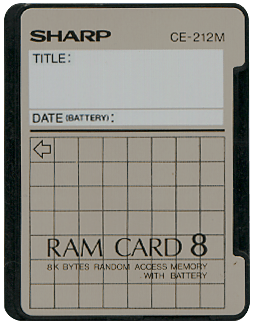 SHARP CE-212M
TITLE:
DATE (BATTERY):
RAM CARD 8
8K BYTES RANDOM ACCESS MEMORY
WITH BATTERY